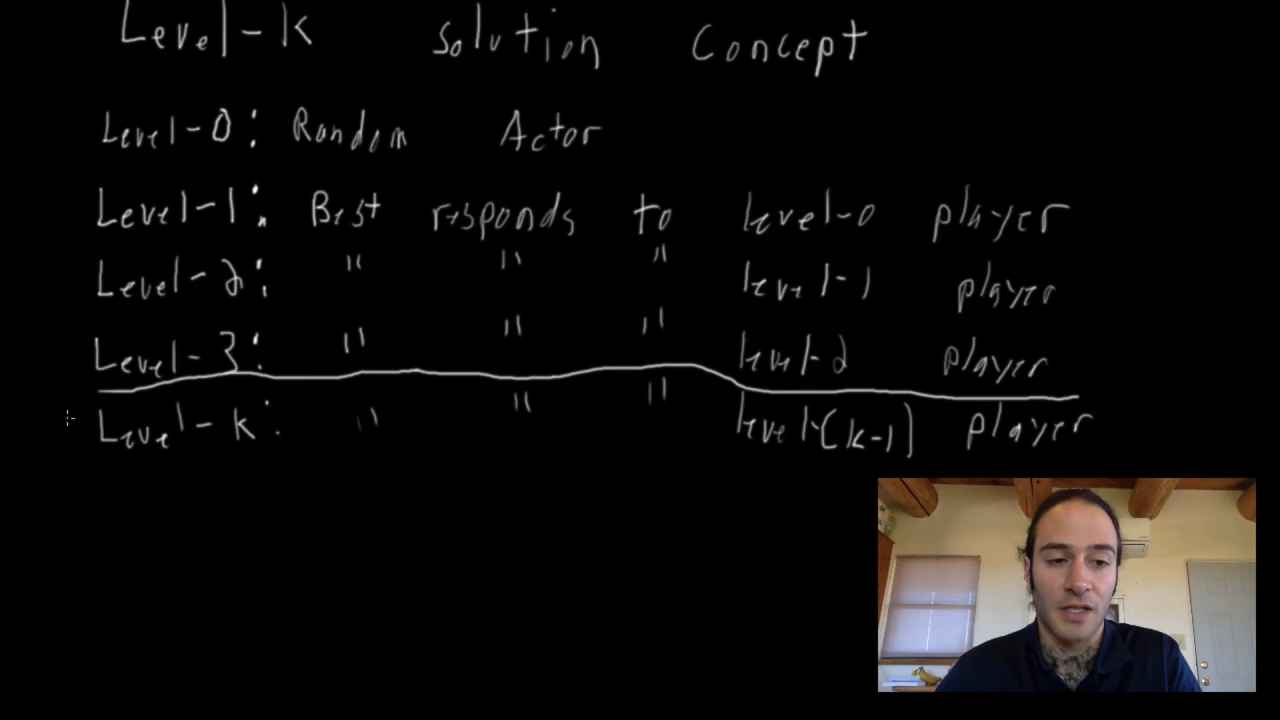 Level-k solution Concept
Level-0: Random Actor
Level-1: Best responds to level-0 player
Level-2: " " " level-1 player
Level-3: " " " level-2 player
Level-k: " " " level-(k-1) player